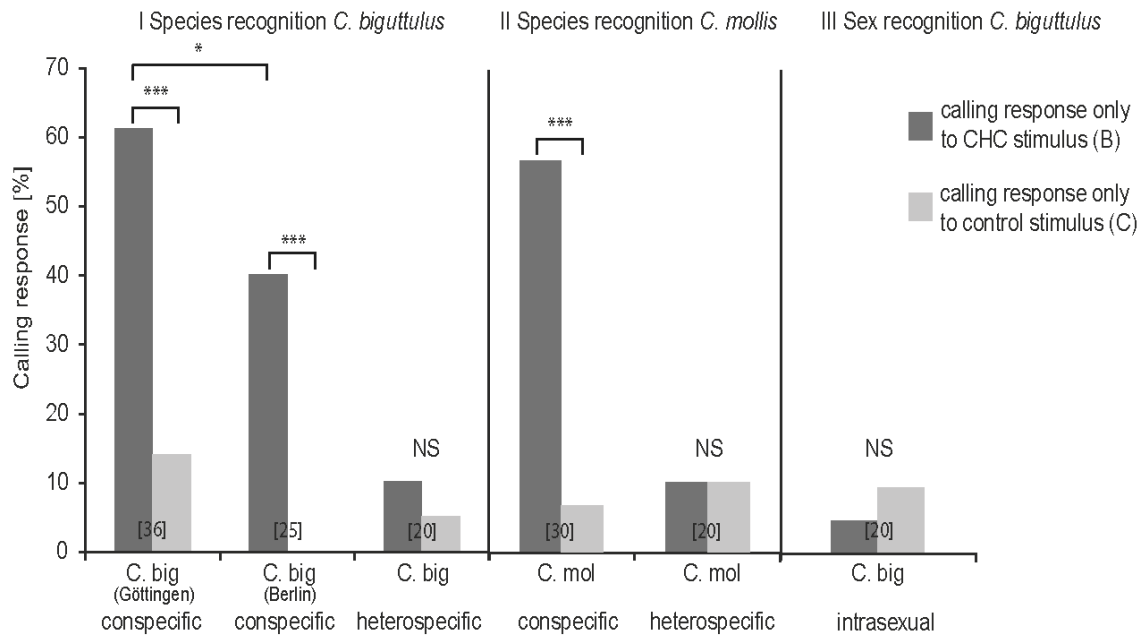 I Species recognition C. biguttulus
II Species recognition C. mollis
III Sex recognition C. biguttulus
Calling response [%]
70
60
50
40
30
20
10
0
*
***
***
NS
***
NS
NS
calling response only
to CHC stimulus (B)
calling response only
to control stimulus (C)
[36]
[25]
[20]
[30]
[20]
[20]
C. big
(Göttingen)
conspecific
C. big
(Berlin)
conspecific
C. big
heterospecific
C. mol
conspecific
C. mol
heterospecific
C. big
intrasexual